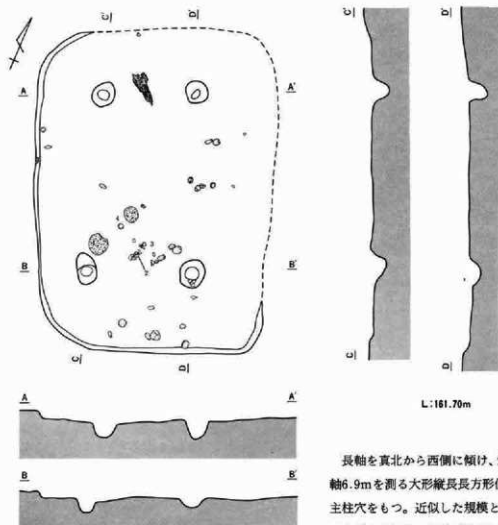 C' D'
A A'
B B'
C D
C' D'
C D
A A'
B B'
L:161.70m
長軸を真北から西側に傾け、
軸6.9mを測る大形縦長長方形
主柱穴をもつ。近似した規模と